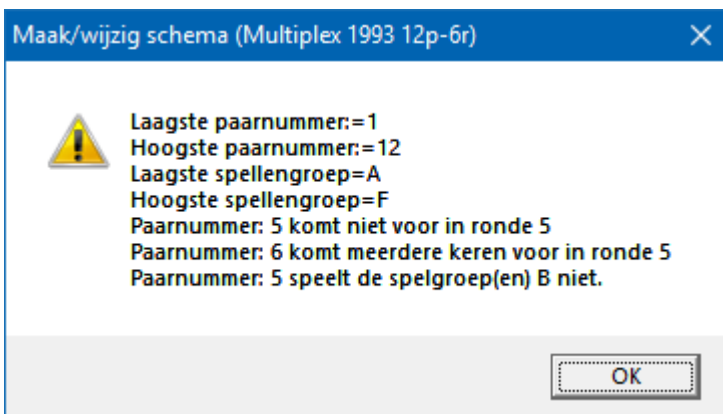 Maak/wijzig schema (Multiplex 1993 12p-6r)
Laagste paarnummer:=1
Hoogste paarnummer:=12
Laagste spellengroep=A
Hoogste spellengroep=F
Paarnummer: 5 komt niet voor in ronde 5
Paarnummer: 6 komt meerdere keren voor in ronde 5
Paarnummer: 5 speelt de spelgroep(en) B niet.
OK